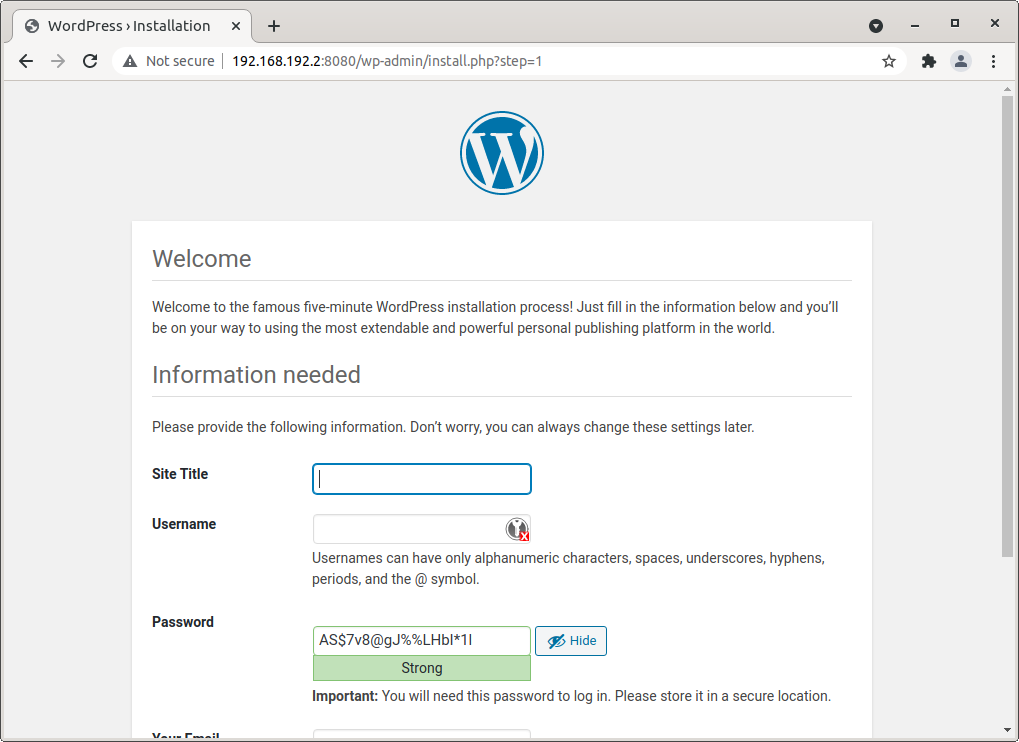 WordPress › Installation
Not secure
192.168.192.2:8080/wp-admin/install.php?step=1
Welcome
Welcome to the famous five-minute WordPress installation process! Just fill in the information below and you’ll
be on your way to using the most extendable and powerful personal publishing platform in the world.
Information needed
Please provide the following information. Don’t worry, you can always change these settings later.
Site Title
Username
Usernames can have only alphanumeric characters, spaces, underscores, hyphens,
periods, and the @ symbol.
Password
AS$7v8@gJ%%LHbI*1l Hide
Strong
Important: You will need this password to log in. Please store it in a secure location.
Your Email